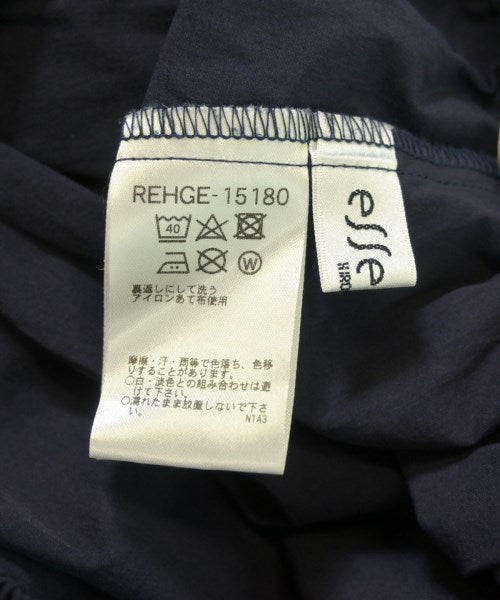 REHGE-15180
40
W
裏返しにして洗う
アイロンあて布使用
摩擦・汗・雨等で色落ち、色移
りすることがあります。
○白・淡色との組み合わせは避
けて下さい。
○濡れたまま放置しないで下さ
い。
N1A3
esse
KIRO